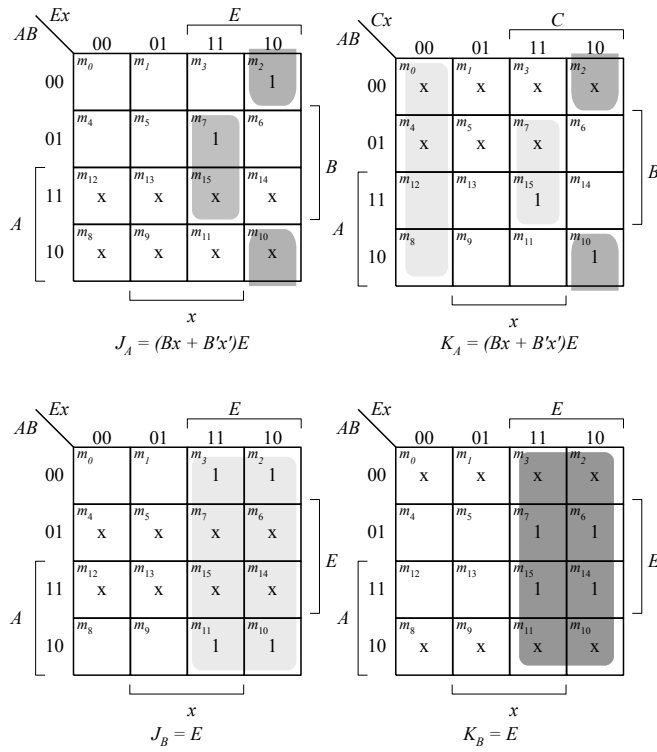 Ex E
AB 00 01 11 10
m0 m1 m3 m2
00 1
m4 m5 m7 m6
01 1
B
m12 m13 m15 m14
A 11 x x x x
m8 m9 m11 m10
10 x x x x
x
JA = (Bx + B'x')E
Cx C
AB 00 01 11 10
m0 m1 m3 m2
00 x x x x
m4 m5 m7 m6
01 x x x x
B
m12 m13 m15 m14
A 11 1
m8 m9 m11 m10
10 1
x
KA = (Bx + B'x')E
Ex E
AB 00 01 11 10
m0 m1 m3 m2
00 1 1
m4 m5 m7 m6
01 x x x x
E
m12 m13 m15 m14
A 11 x x x x
m8 m9 m11 m10
10 1 1
x
JB = E
Ex E
AB 00 01 11 10
m0 m1 m3 m2
00 x x x x
m4 m5 m7 m6
01 1 1
E
m12 m13 m15 m14
A 11 1 1
m8 m9 m11 m10
10 x x x x
x
KB = E